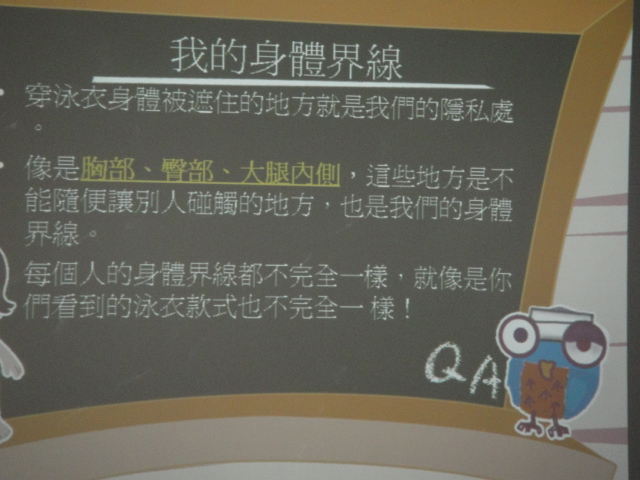 我的身體界線
穿泳衣身體被遮住的地方就是我們的隱私處
。
像是胸部、臀部、大腿內側，這些地方是不
能隨便讓別人碰觸的地方，也是我們的身體
界線。
每個人的身體界線都不完全一樣，就像是你
們看到的泳衣款式也不完全一樣！
QA